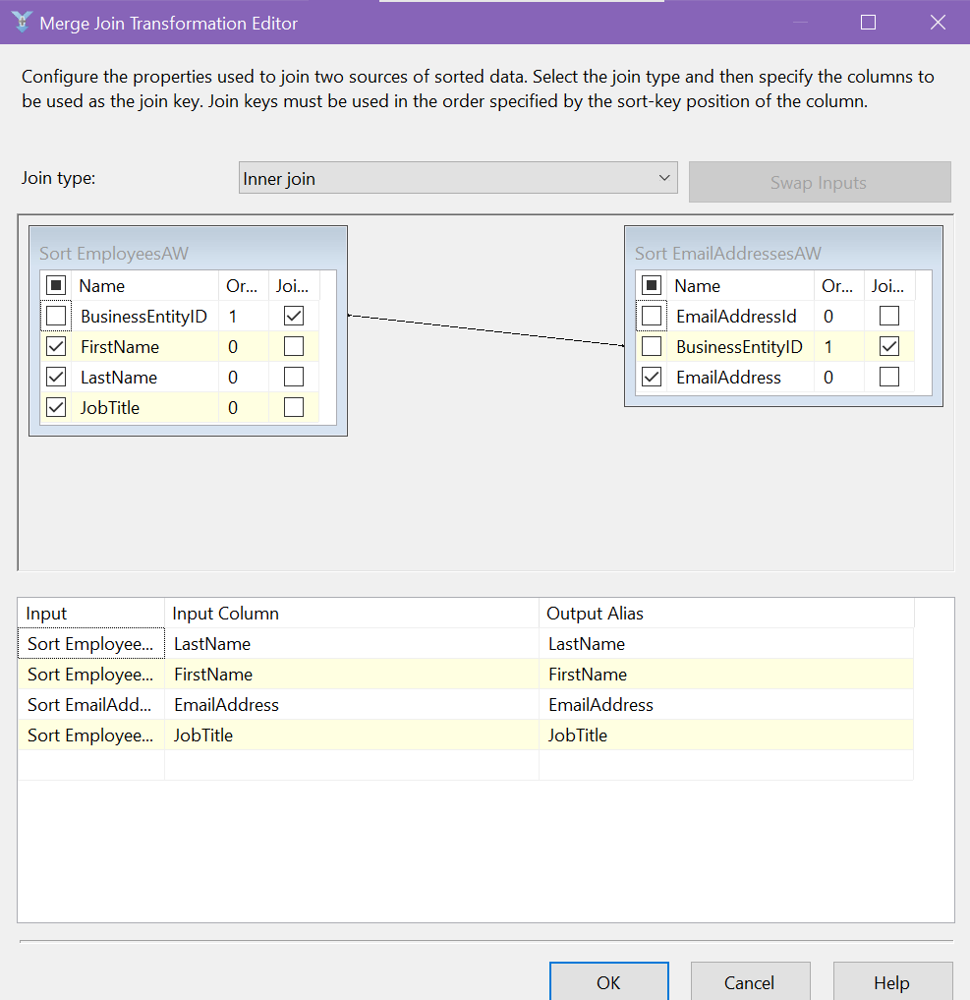 Merge Join Transformation Editor
Configure the properties used to join two sources of sorted data. Select the join type and then specify the columns to
be used as the join key. Join keys must be used in the order specified by the sort-key position of the column.
Join type:
Inner join
Swap Inputs
Sort EmployeesAW
Name Or... Joi...
BusinessEntityID 1
FirstName 0
LastName 0
JobTitle 0
Sort EmailAddressesAW
Name Or... Joi...
EmailAddressId 0
BusinessEntityID 1
EmailAddress 0
Input Input Column Output Alias
Sort Employee... LastName LastName
Sort Employee... FirstName FirstName
Sort EmailAdd... EmailAddress EmailAddress
Sort Employee... JobTitle JobTitle
OK Cancel Help